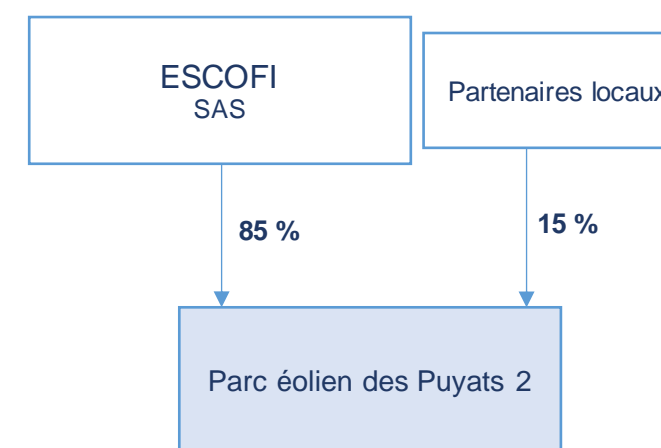 ESCOFI
SAS
Partenaires locaux
85 %
15 %
Parc éolien des Puyats 2